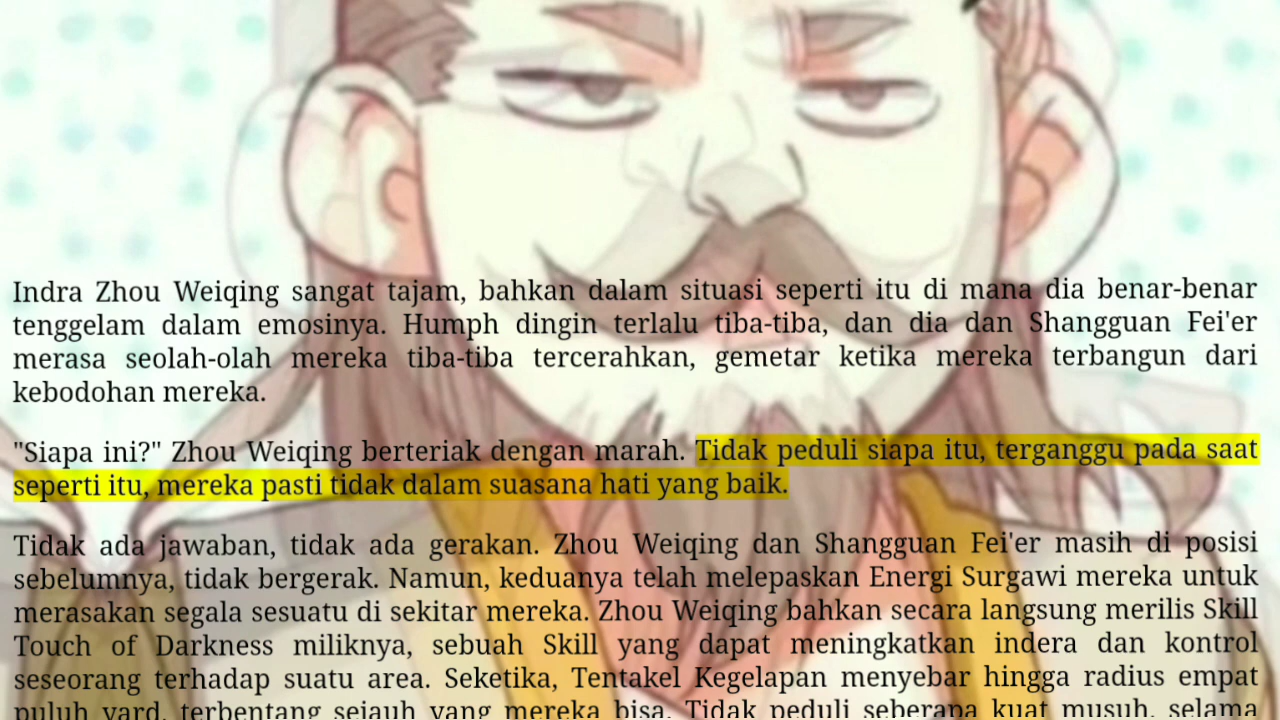 Indra Zhou Weiqing sangat tajam, bahkan dalam situasi seperti itu di mana dia benar-benar
tenggelam dalam emosinya. Humph dingin terlalu tiba-tiba, dan dia dan Shangguan Fei'er
merasa seolah-olah mereka tiba-tiba tercerahkan, gemetar ketika mereka terbangun dari
kebodohan mereka.
"Siapa ini?" Zhou Weiqing berteriak dengan marah. Tidak peduli siapa itu, terganggu pada saat
seperti itu, mereka pasti tidak dalam suasana hati yang baik.
Tidak ada jawaban, tidak ada gerakan. Zhou Weiqing dan Shangguan Fei'er masih di posisi
sebelumnya, tidak bergerak. Namun, keduanya telah melepaskan Energi Surgawi mereka untuk
merasakan segala sesuatu di sekitar mereka. Zhou Weiqing bahkan secara langsung merilis Skill
Touch of Darkness miliknya, sebuah Skill yang dapat meningkatkan indera dan kontrol
seseorang terhadap suatu area. Seketika, Tentakel Kegelapan menyebar hingga radius empat
puluh yard, terbentang sejauh yang mereka bisa. Tidak peduli seberapa kuat musuh, selama